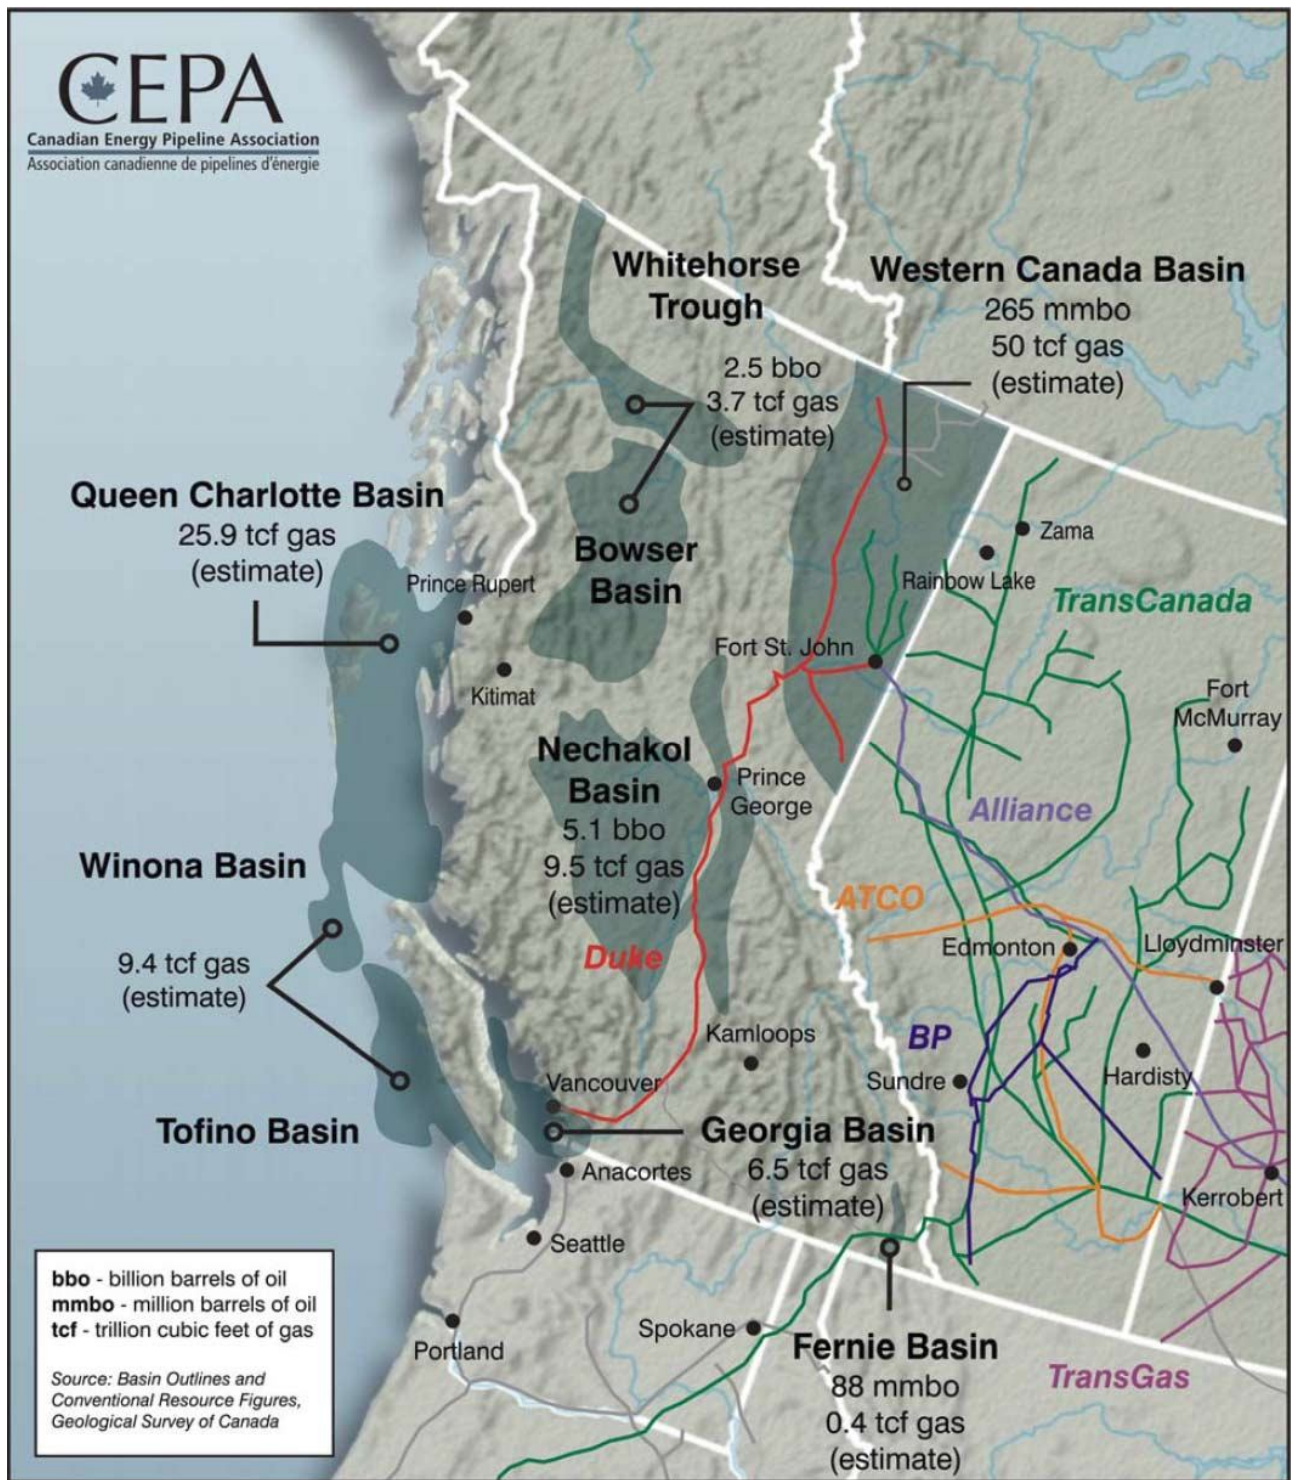 CEPA
Canadian Energy Pipeline Association
Association canadienne de pipelines d'énergie
Whitehorse
Trough
2.5 bbo
3.7 tcf gas
(estimate)
Western Canada Basin
265 mmbo
50 tcf gas
(estimate)
Queen Charlotte Basin
25.9 tcf gas
(estimate)
Prince Rupert
Kitimat
Bowser
Basin
Zama
Rainbow Lake
TransCanada
Fort St. John
Fort
McMurray
Nechakol
Basin
5.1 bbo
9.5 tcf gas
(estimate)
Prince
George
Alliance
Winona Basin
9.4 tcf gas
(estimate)
Tofino Basin
Duke
ATCO
Edmonton
Lloydminster
Kamloops
BP
Sundre
Hardisty
Vancouver
Georgia Basin
6.5 tcf gas
(estimate)
Anacortes
Kerrobert
Seattle
bbo - billion barrels of oil
mmbo - million barrels of oil
tcf - trillion cubic feet of gas
Source: Basin Outlines and
Conventional Resource Figures,
Geological Survey of Canada
Portland
Spokane
Fernie Basin
88 mmbo
0.4 tcf gas
(estimate)
TransGas